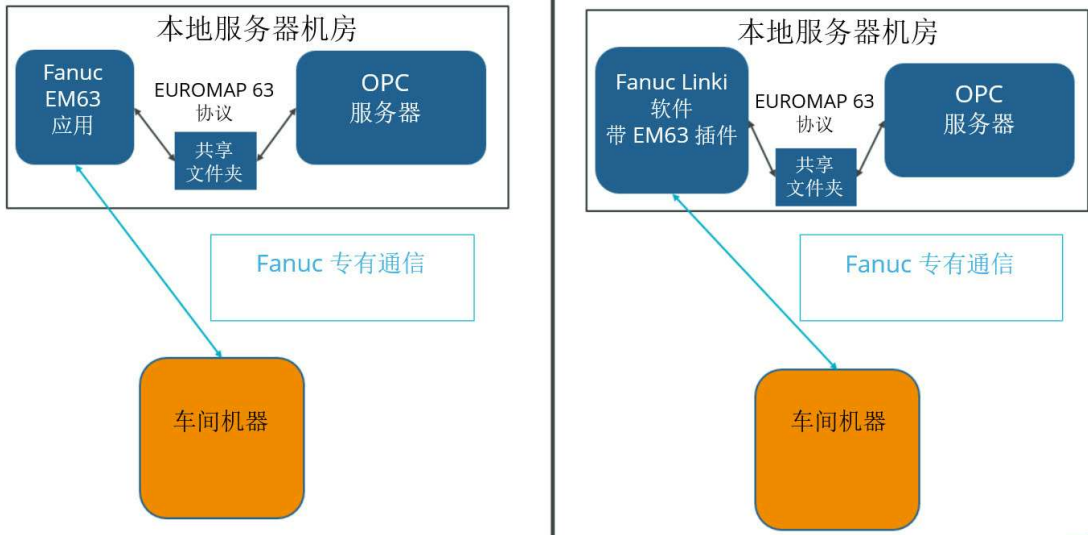 本地服务器机房
Fanuc
EM63
应用
EUROMAP 63
协议
共享
文件夹
OPC
服务器
Fanuc 专有通信
车间机器
本地服务器机房
Fanuc Linki
软件
带 EM63 插件
EUROMAP 63
协议
共享
文件夹
OPC
服务器
Fanuc 专有通信
车间机器